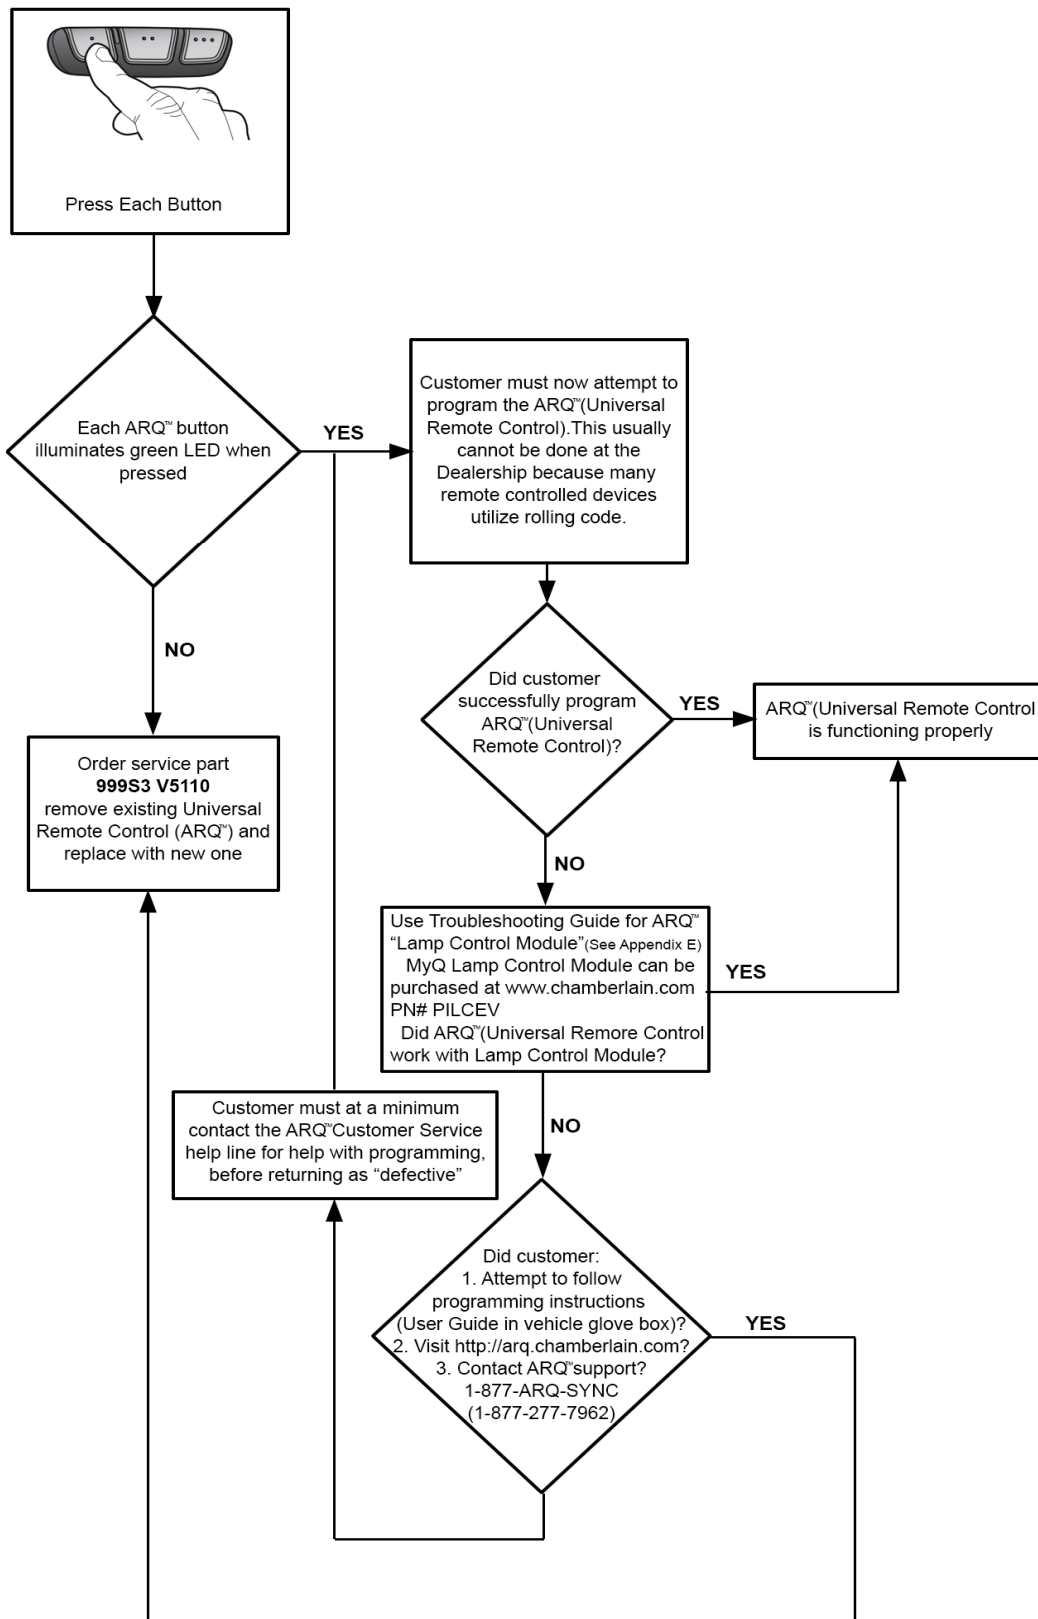 Press Each Button
Each ARQ™ button
illuminates green LED when
pressed
YES
NO
Customer must now attempt to
program the ARQ™(Universal
Remote Control).This usually
cannot be done at the
Dealership because many
remote controlled devices
utilize rolling code.
Did customer
successfully program
ARQ™(Universal
Remote Control)?
YES
ARQ™(Universal Remote Control
is functioning properly
NO
Order service part
999S3 V5110
remove existing Universal
Remote Control (ARQ™) and
replace with new one
Use Troubleshooting Guide for ARQ™
“Lamp Control Module”(See Appendix E)
MyQ Lamp Control Module can be
purchased at www.chamberlain.com
PN# PILCEV
Did ARQ™(Universal Remore Control
work with Lamp Control Module?
YES
NO
Customer must at a minimum
contact the ARQ™Customer Service
help line for help with programming,
before returning as “defective”
Did customer:
1. Attempt to follow
programming instructions
(User Guide in vehicle glove box)?
2. Visit http://arq.chamberlain.com?
3. Contact ARQ™support?
1-877-ARQ-SYNC
(1-877-277-7962)
YES